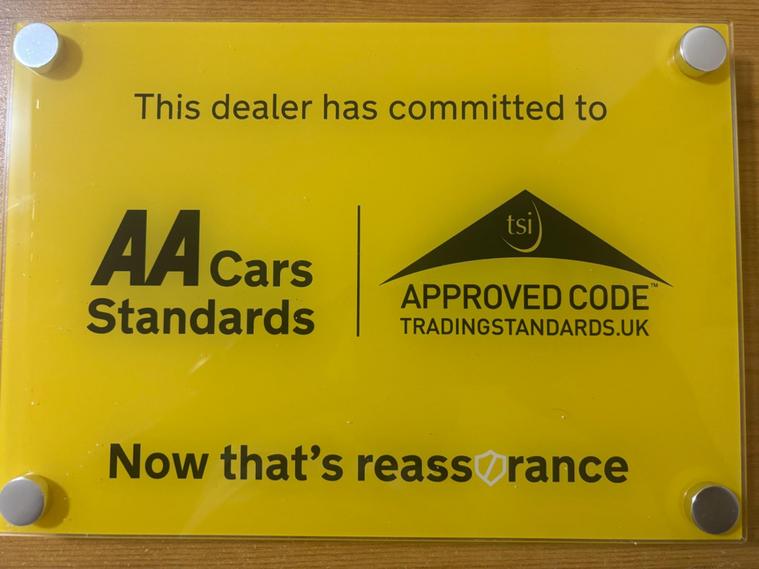 This dealer has committed to
AA Cars
Standards
tsi
APPROVED CODE™
TRADINGSTANDARDS.UK
Now that's reassurance